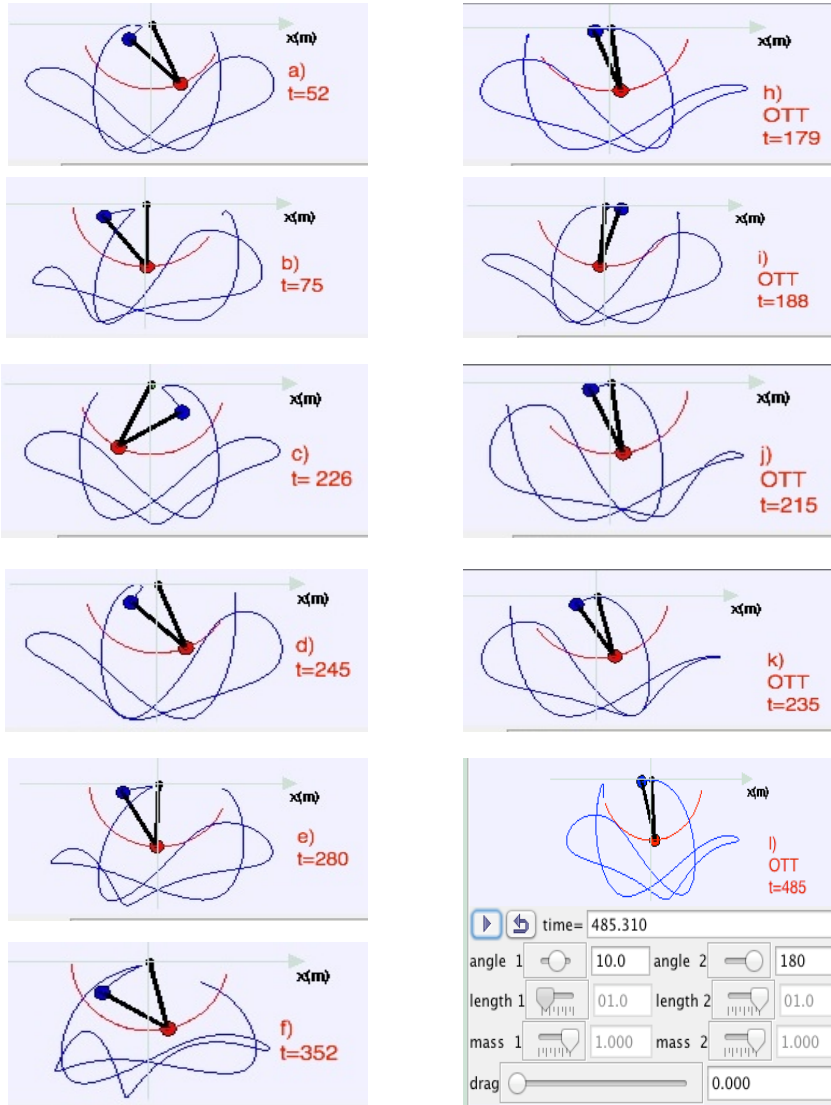 x(m)
a)
t=52
x(m)
b)
t=75
x(m)
c)
t= 226
x(m)
d)
t=245
x(m)
e)
t=280
x(m)
f)
t=352
x(m)
h)
OTT
t=179
x(m)
i)
OTT
t=188
x(m)
j)
OTT
t=215
x(m)
k)
OTT
t=235
x(m)
l)
OTT
t=485
time= 485.310
angle 1 10.0 angle 2 180
length 1 01.0 length 2 01.0
mass 1 1.000 mass 2 1.000
drag 0.000